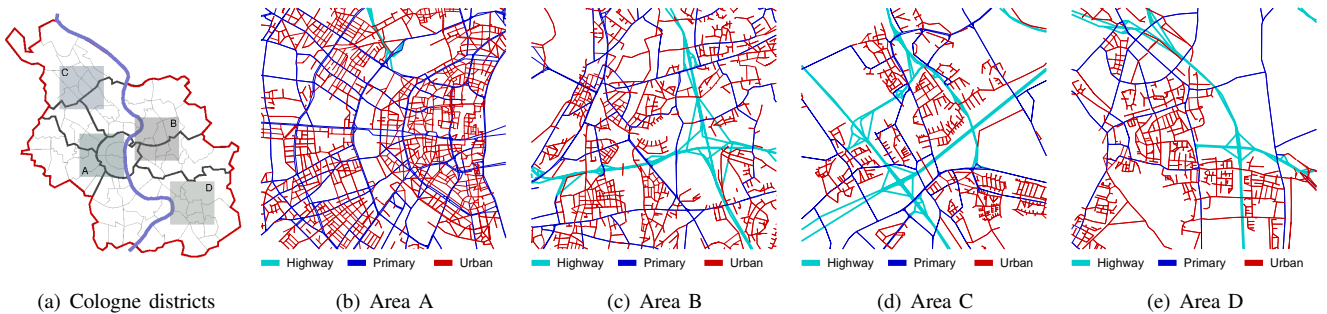 C
B
A
D
Highway Primary Urban
Highway Primary Urban
Highway Primary Urban
Highway Primary Urban
(a) Cologne districts
(b) Area A
(c) Area B
(d) Area C
(e) Area D